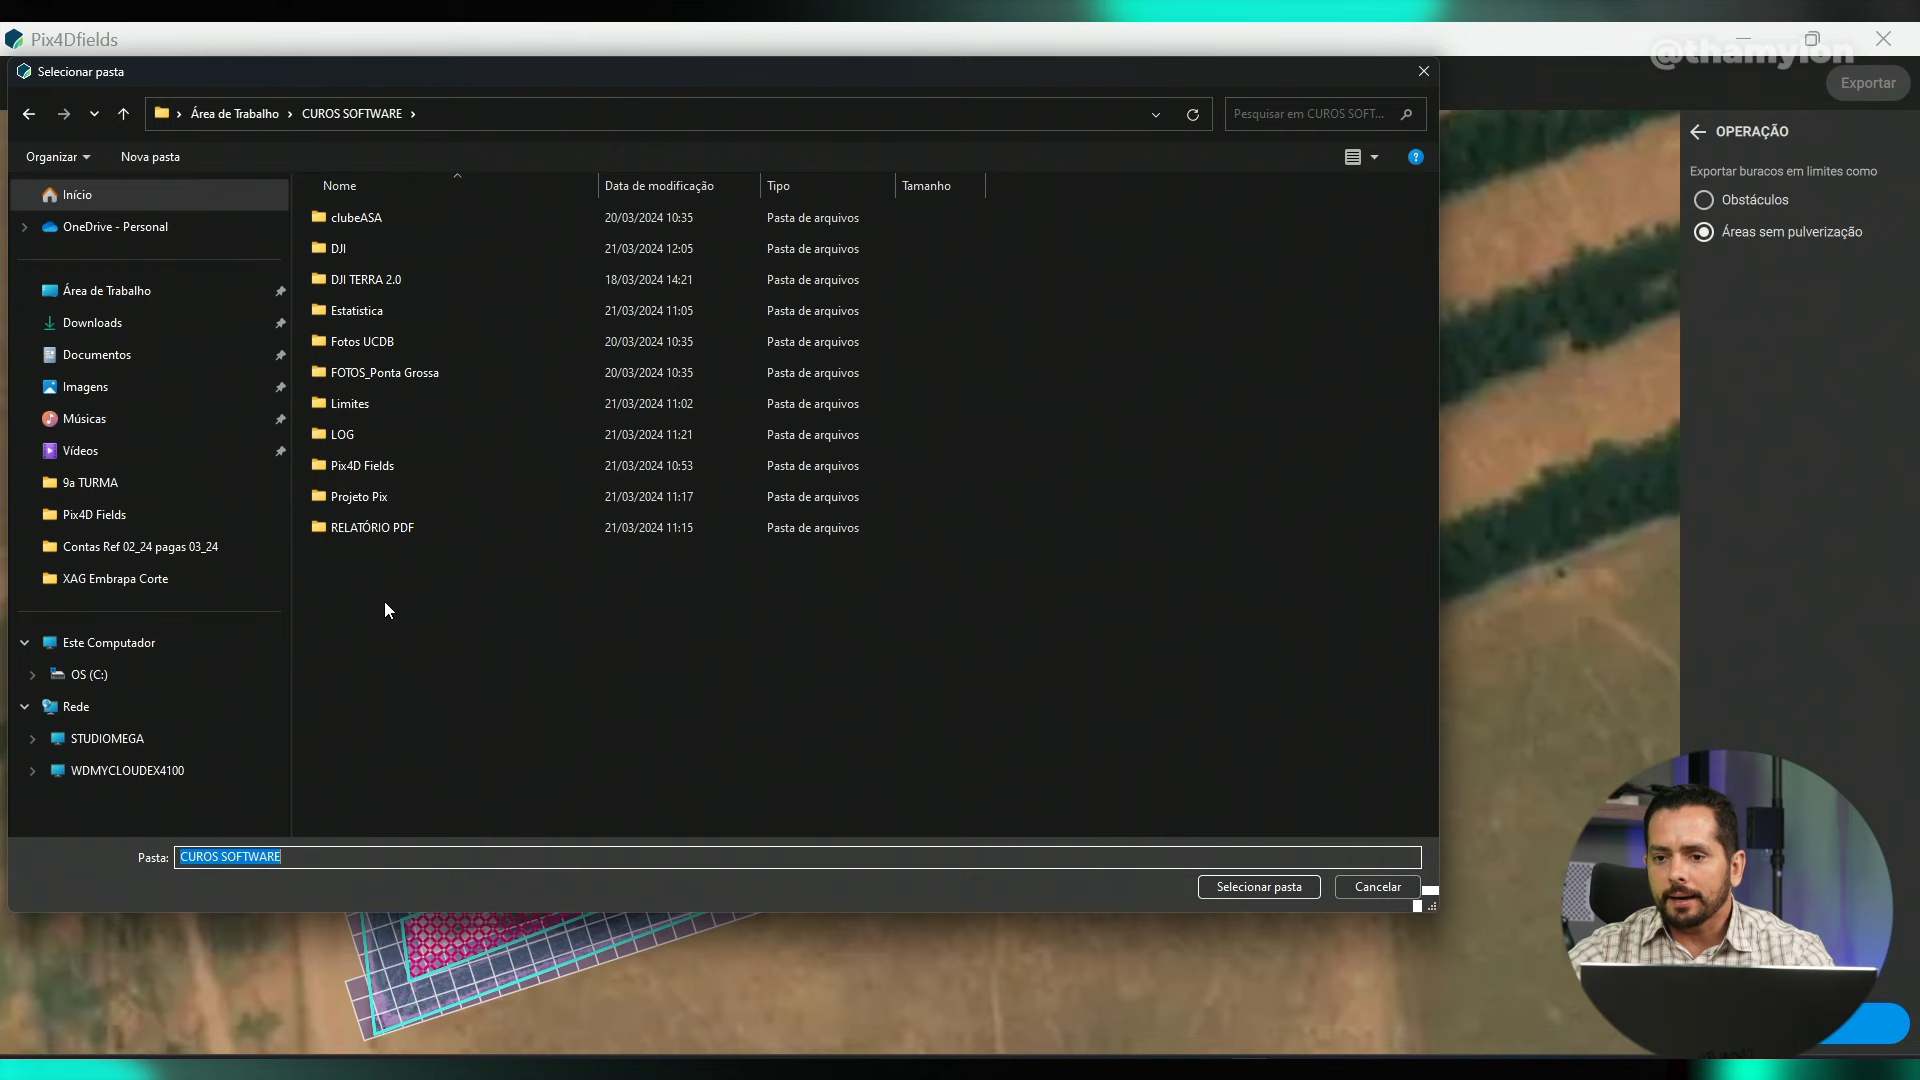 Pix4Dfields
@thamylon
Selecionar pasta
Exportar
Área de Trabalho
CUROS SOFTWARE
Pesquisar em CUROS SOFT...
OPERAÇÃO
Organizar
Nova pasta
Exportar buracos em limites como
Obstáculos
Áreas sem pulverização
Nome Data de modificação Tipo Tamanho
clubeASA 20/03/2024 10:35 Pasta de arquivos
DJI 21/03/2024 12:05 Pasta de arquivos
DJI TERRA 2.0 18/03/2024 14:21 Pasta de arquivos
Estatistica 21/03/2024 11:05 Pasta de arquivos
Fotos UCDB 20/03/2024 10:35 Pasta de arquivos
FOTOS_Ponta Grossa 20/03/2024 10:35 Pasta de arquivos
Limites 21/03/2024 11:02 Pasta de arquivos
LOG 21/03/2024 11:21 Pasta de arquivos
Pix4D Fields 21/03/2024 10:53 Pasta de arquivos
Projeto Pix 21/03/2024 11:17 Pasta de arquivos
RELATÓRIO PDF 21/03/2024 11:15 Pasta de arquivos
Início
OneDrive - Personal
Área de Trabalho
Downloads
Documentos
Imagens
Músicas
Vídeos
9a TURMA
Pix4D Fields
Contas Ref 02_24 pagas 03_24
XAG Embrapa Corte
Este Computador
OS (C:)
Rede
STUDIOMEGA
WDMYCLOUDEX4100
Pasta: CUROS SOFTWARE
Selecionar pasta
Cancelar